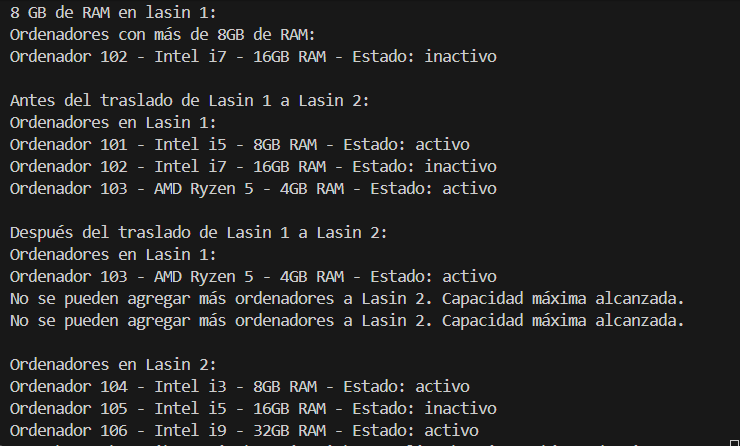 8 GB de RAM en lasin 1:
Ordenadores con más de 8GB de RAM:
Ordenador 102 - Intel i7 - 16GB RAM - Estado: inactivo
Antes del traslado de Lasin 1 a Lasin 2:
Ordenadores en Lasin 1:
Ordenador 101 - Intel i5 - 8GB RAM - Estado: activo
Ordenador 102 - Intel i7 - 16GB RAM - Estado: inactivo
Ordenador 103 - AMD Ryzen 5 - 4GB RAM - Estado: activo
Después del traslado de Lasin 1 a Lasin 2:
Ordenadores en Lasin 1:
Ordenador 103 - AMD Ryzen 5 - 4GB RAM - Estado: activo
No se pueden agregar más ordenadores a Lasin 2. Capacidad máxima alcanzada.
No se pueden agregar más ordenadores a Lasin 2. Capacidad máxima alcanzada.
Ordenadores en Lasin 2:
Ordenador 104 - Intel i3 - 8GB RAM - Estado: activo
Ordenador 105 - Intel i5 - 16GB RAM - Estado: inactivo
Ordenador 106 - Intel i9 - 32GB RAM - Estado: activo